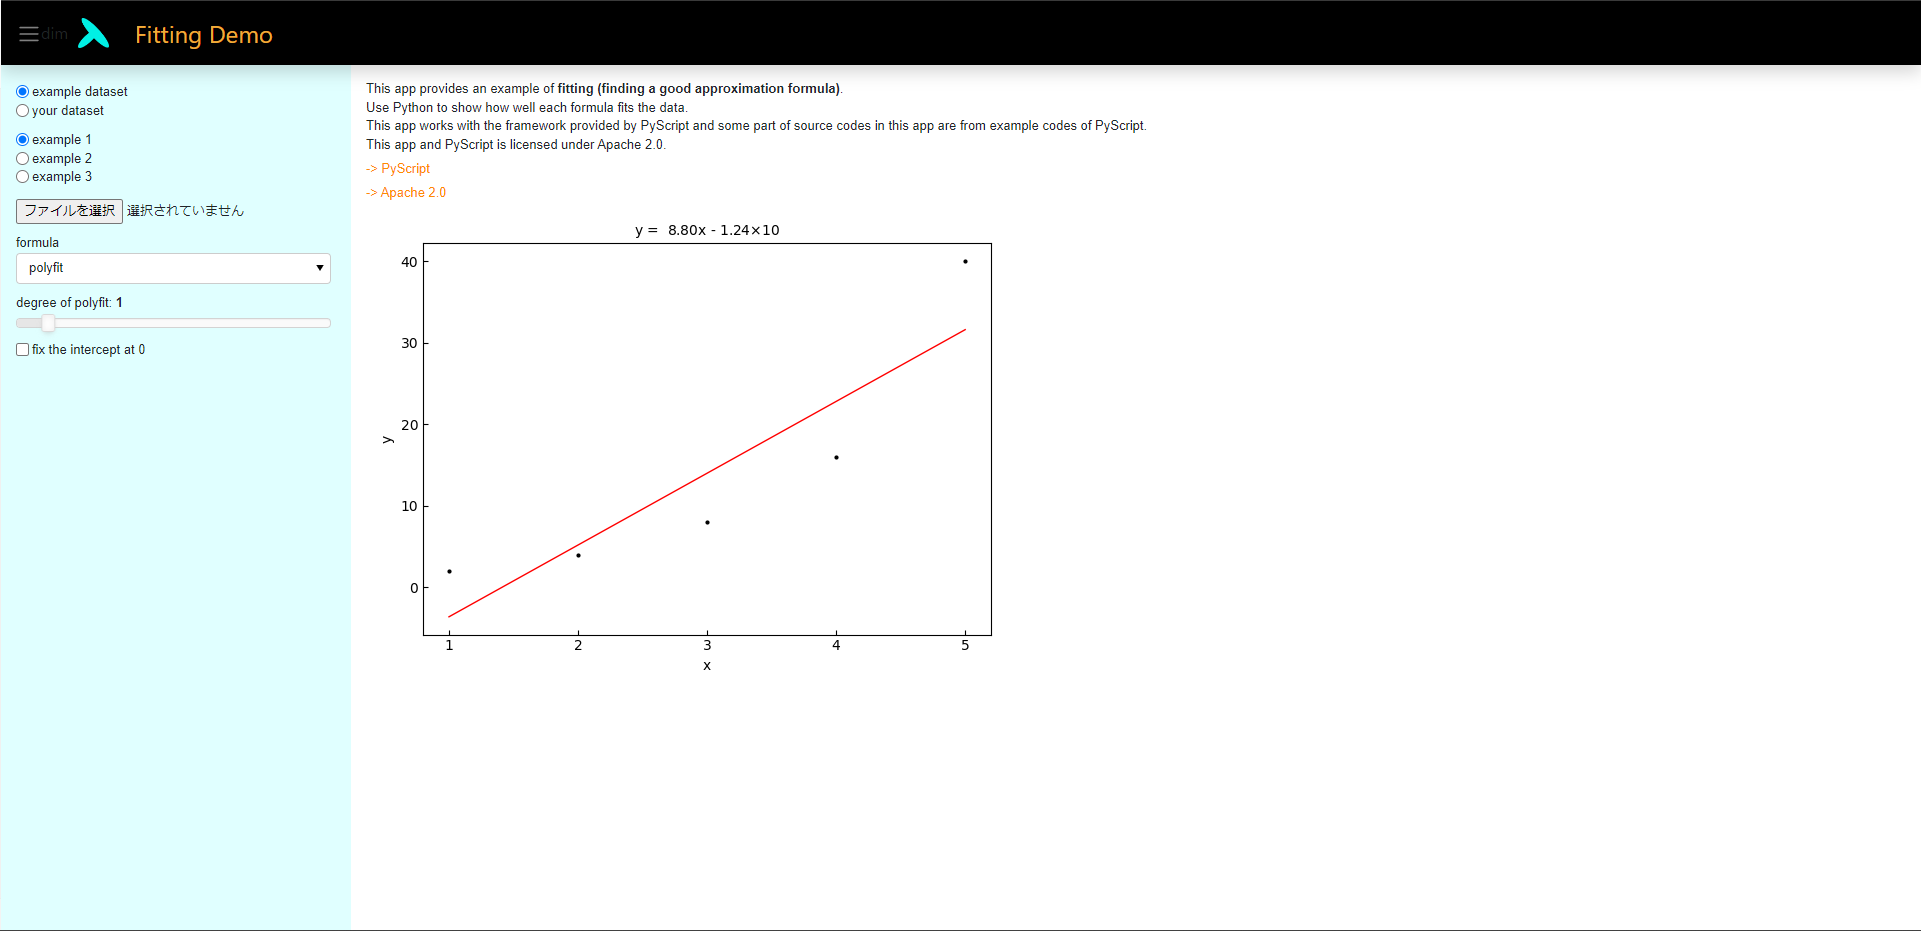 dim
Fitting Demo
example dataset
your dataset
example 1
example 2
example 3
ファイルを選択 選択されていません
formula
polyfit
degree of polyfit: 1
fix the intercept at 0
This app provides an example of fitting (finding a good approximation formula).
Use Python to show how well each formula fits the data.
This app works with the framework provided by PyScript and some part of source codes in this app are from example codes of PyScript.
This app and PyScript is licensed under Apache 2.0.
-> PyScript
-> Apache 2.0
y = 8.80x - 1.24×10
40
30
20
10
0
y
1 2 3 4 5
x